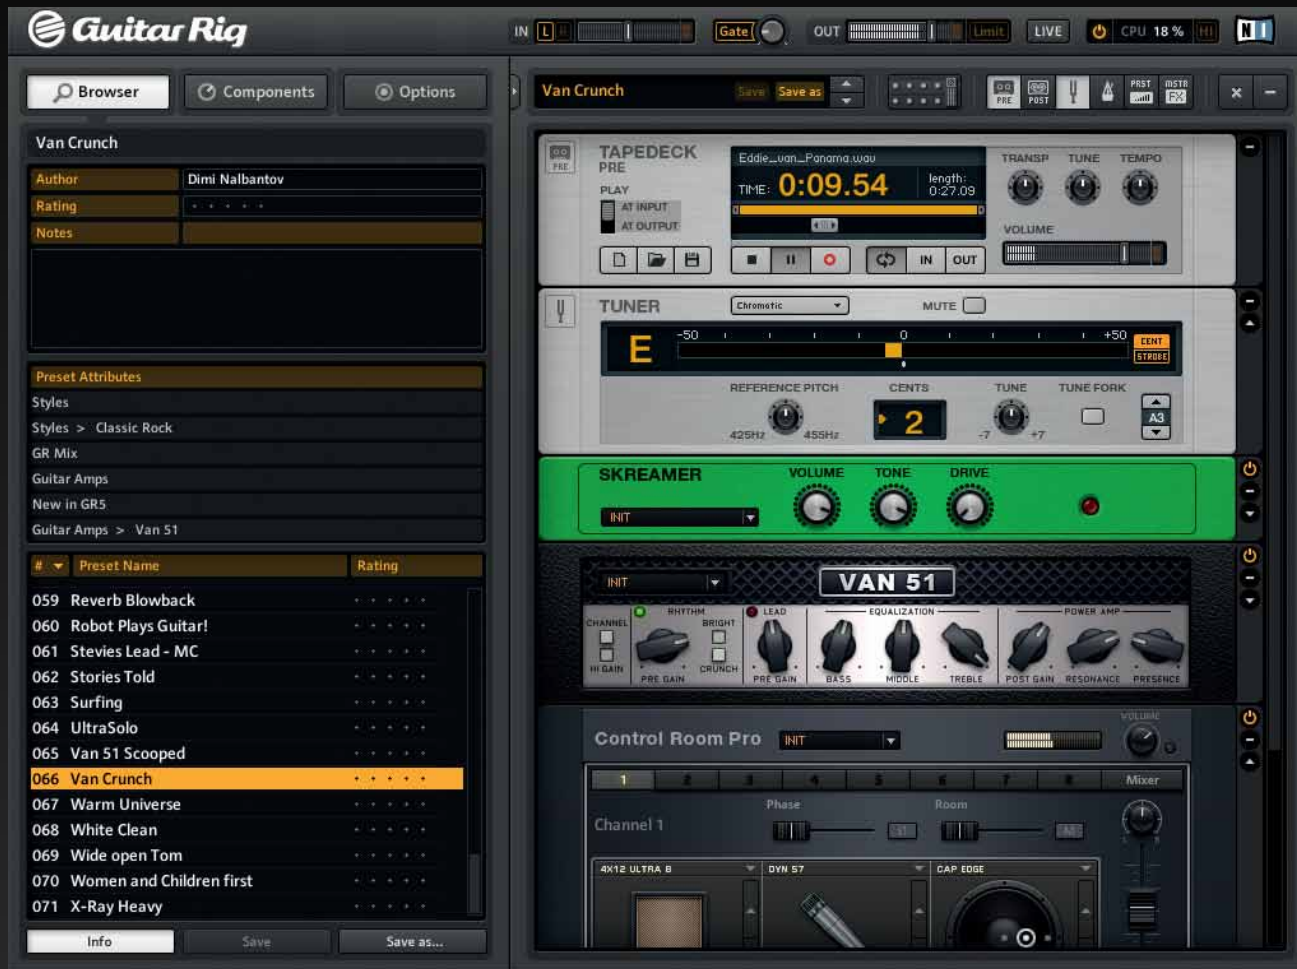 Guitar Rig
IN L R Gate OUT Limit LIVE CPU 18 % HI N I
Browser Components Options
Van Crunch
Author Dimi Nalbantov
Rating
Notes
Preset Attributes
Styles
Styles > Classic Rock
GR Mix
Guitar Amps
New in GR5
Guitar Amps > Van 51
# Preset Name Rating
059 Reverb Blowback
060 Robot Plays Guitar!
061 Stevies Lead - MC
062 Stories Told
063 Surfing
064 UltraSolo
065 Van 51 Scooped
066 Van Crunch
067 Warm Universe
068 White Clean
069 Wide open Tom
070 Women and Children first
071 X-Ray Heavy
Info Save Save as...
Van Crunch Save Save as PRE POST PRST MSTR FX
PRE
TAPEDECK
PRE
PLAY
AT INPUT
AT OUTPUT
Eddie_van_Panama.wav
TIME: 0:09.54 length: 0:27.09
TRANSP TUNE TEMPO
VOLUME
IN OUT
TUNER Chromatic MUTE
E -50 0 +50 CENT
STROBE
REFERENCE PITCH CENTS TUNE TUNE FORK
425Hz 455Hz 2 -7 +7 A3
SKREAMER VOLUME TONE DRIVE
INIT
INIT VAN 51
CHANNEL RHYTHM BRIGHT LEAD EQUALIZATION POWER AMP
HI GAIN PRE GAIN CRUNCH PRE GAIN BASS MIDDLE TREBLE POST GAIN RESONANCE PRESENCE
Control Room Pro INIT VOLUME
1 2 3 4 5 6 7 8 Mixer
Channel 1 Phase Room
L R
4X12 ULTRA B DYN 57 CAP EDGE